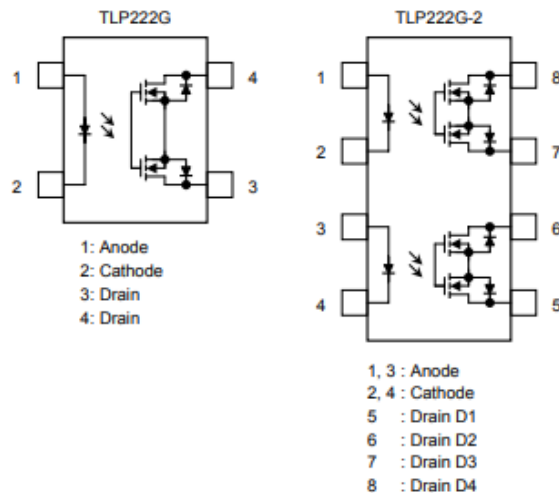 TLP222G
1
4
2
3
1: Anode
2: Cathode
3: Drain
4: Drain
TLP222G-2
1
8
2
7
3
6
4
5
1, 3 : Anode
2, 4 : Cathode
5 : Drain D1
6 : Drain D2
7 : Drain D3
8 : Drain D4